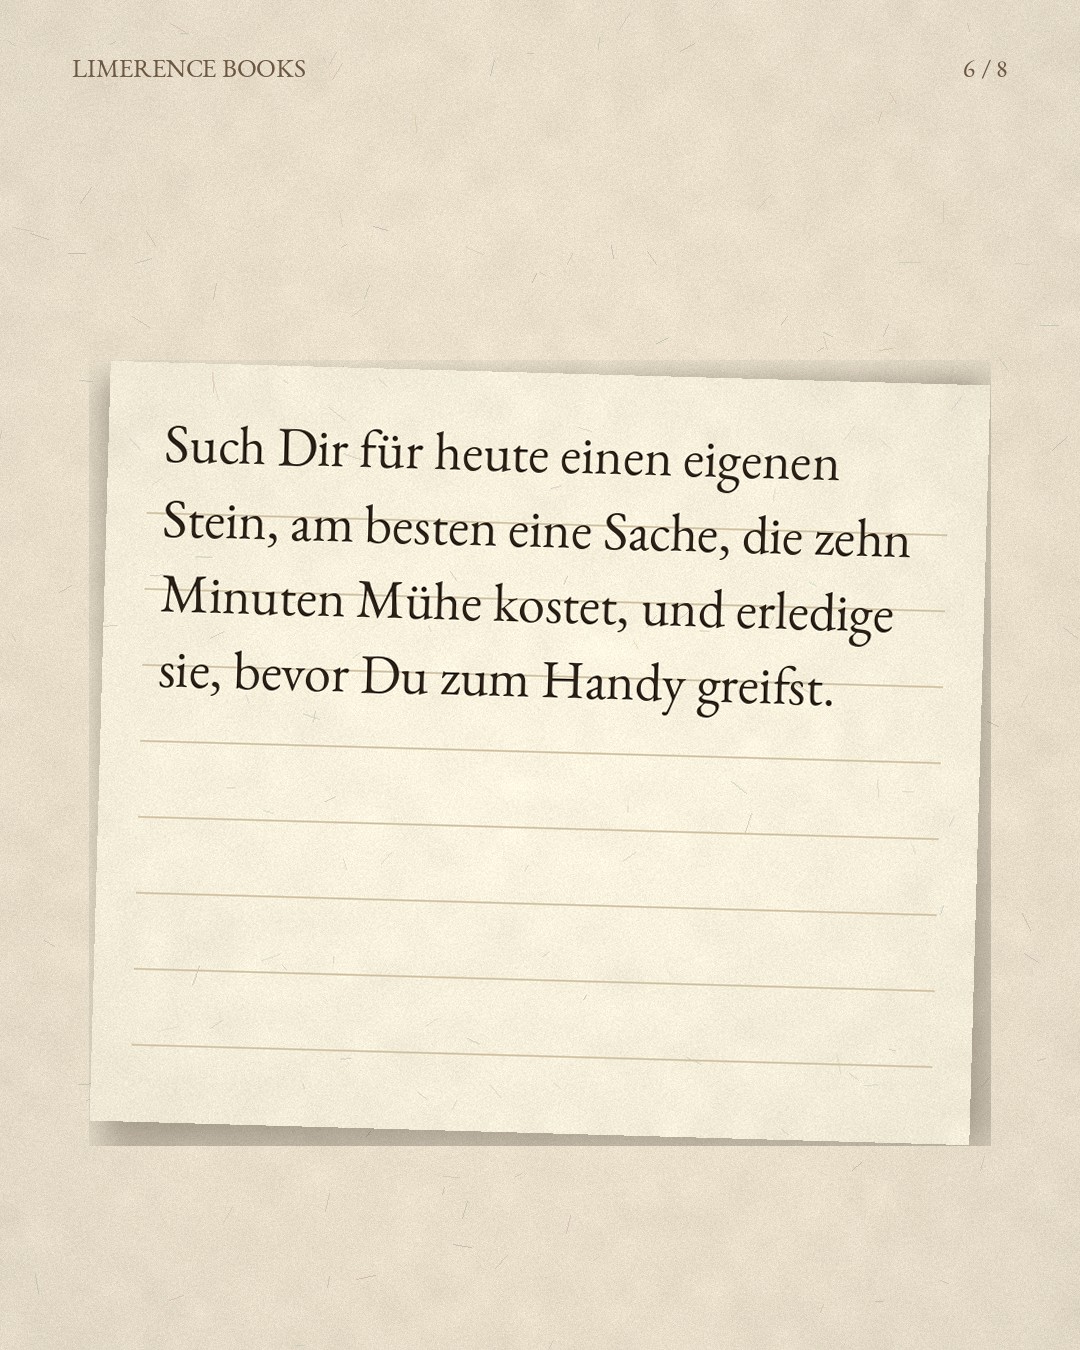 LIMERENCE BOOKS
6 / 8
Such Dir für heute einen eigenen
Stein, am besten eine Sache, die zehn
Minuten Mühe kostet, und erledige
sie, bevor Du zum Handy greifst.